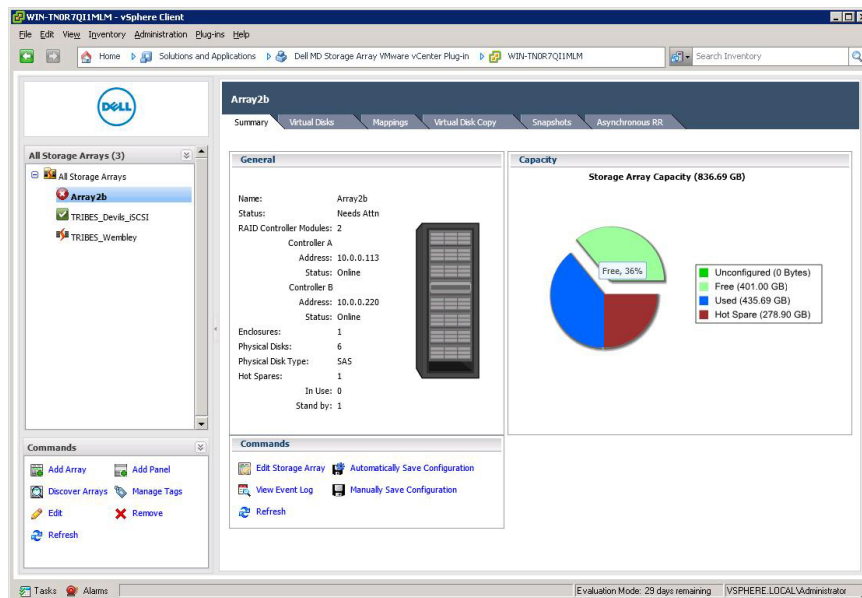 WIN-TN0R7QI1MLM - vSphere Client
File Edit View Inventory Administration Plug-ins Help
Home Solutions and Applications Dell MD Storage Array VMware vCenter Plug-in WIN-TN0R7QI1MLM Search Inventory
DELL
All Storage Arrays (3)
All Storage Arrays
Array2b
TRIBES_Devils_iSCSI
TRIBES_Wembley
Commands
Add Array Add Panel
Discover Arrays Manage Tags
Edit Remove
Refresh
Array2b
Summary Virtual Disks Mappings Virtual Disk Copy Snapshots Asynchronous RR
General
Name: Array2b
Status: Needs Attn
RAID Controller Modules: 2
Controller A
Address: 10.0.0.113
Status: Online
Controller B
Address: 10.0.0.220
Status: Online
Enclosures: 1
Physical Disks: 6
Physical Disk Type: SAS
Hot Spares: 1
In Use: 0
Stand by: 1
Commands
Edit Storage Array Automatically Save Configuration
View Event Log Manually Save Configuration
Refresh
Capacity
Storage Array Capacity (836.69 GB)
Free, 36%
Unconfigured (0 Bytes)
Free (401.00 GB)
Used (435.69 GB)
Hot Spare (278.90 GB)
Tasks Alarms Evaluation Mode: 29 days remaining VSPHERE.LOCAL\Administrator